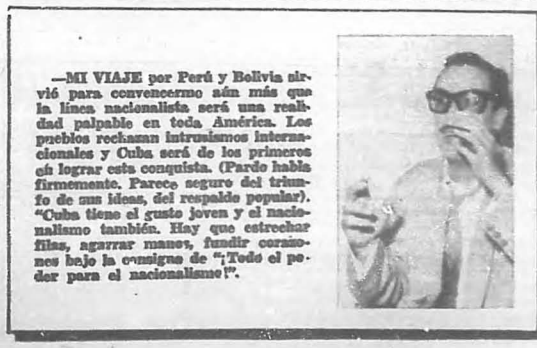 —MI VIAJE por Perú y Bolivia sir-
vió para convencerme aún más que
la línea nacionalista será una reali-
dad palpable en toda América. Los
pueblos rechazan intrusismos interna-
cionales y Cuba será de los primeros
en lograr esta conquista. (Pardo habla
firmemente. Parece seguro del triun-
fo de sus ideas, del respaldo popular).
"Cuba tiene el gusto joven y el nacio-
nalismo también. Hay que estrechar
filas, agarrar manos, fundir corazo-
nes bajo la consigna de "¡Todo el po-
der para el nacionalismo!".